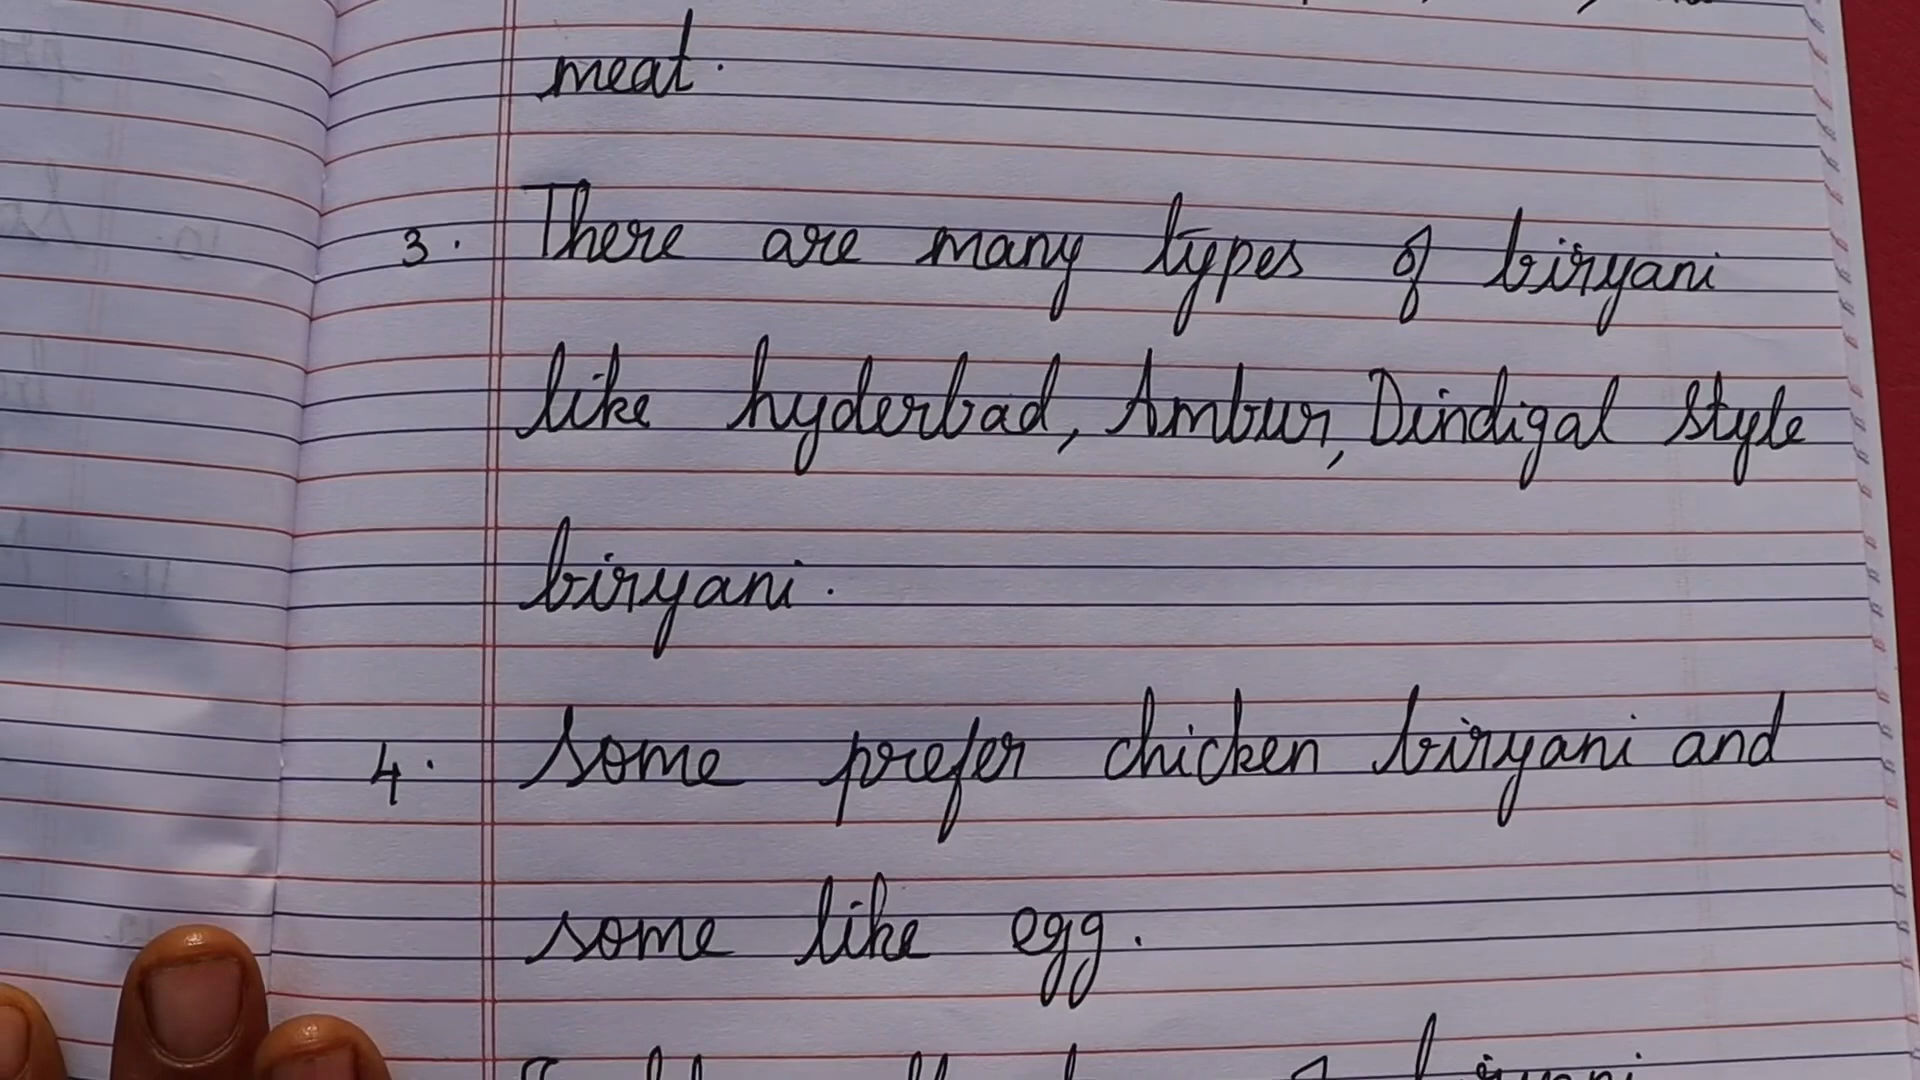 meat.
3. There are many types of biryani
like hyderbad, Ambur, Dindigal style
biryani.
4. Some prefer chicken biryani and
some like egg.